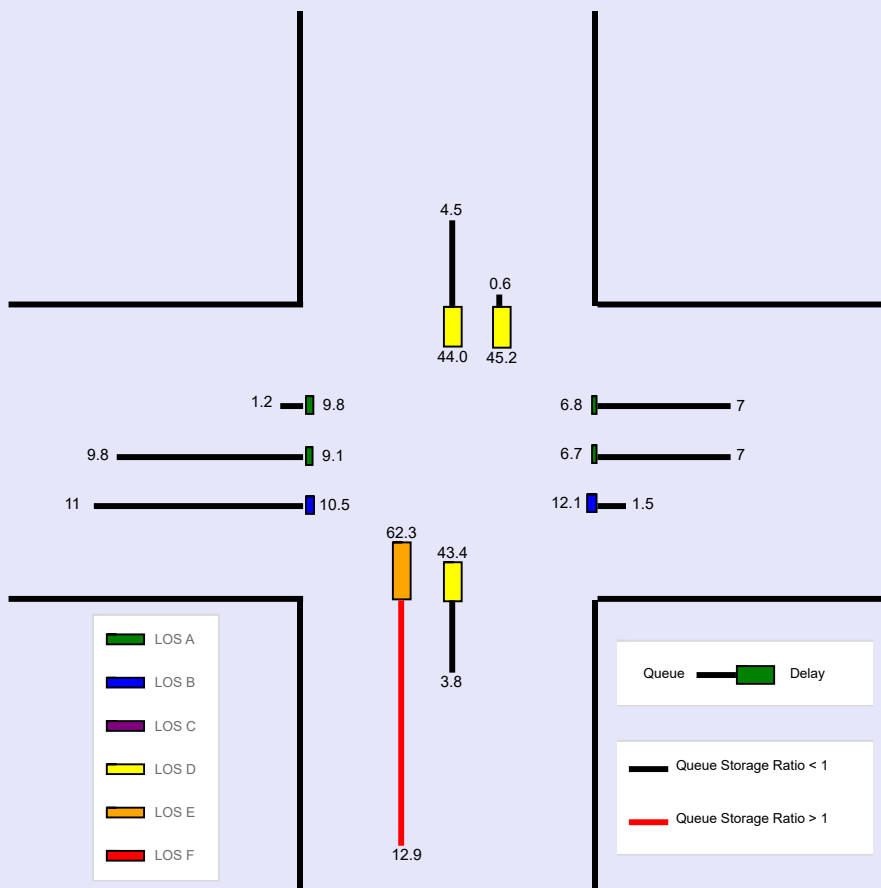 4.5
0.6
44.0
45.2
1.2
9.8
6.8
7
9.8
9.1
6.7
7
11
10.5
12.1
1.5
62.3
43.4
3.8
12.9
LOS A
LOS B
LOS C
LOS D
LOS E
LOS F
Queue Delay
Queue Storage Ratio < 1
Queue Storage Ratio > 1